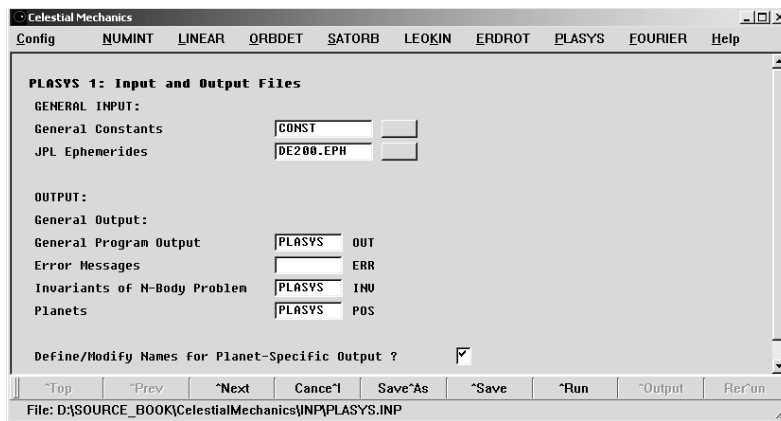 Celestial Mechanics
Config NUMINT LINEAR ORBDET SATORB LEOKIN ERDROT PLASYS FOURIER Help
PLASYS 1: Input and Output Files
GENERAL INPUT:
General Constants CONST
JPL Ephemerides DE200.EPH
OUTPUT:
General Output:
General Program Output PLASYS OUT
Error Messages ERR
Invariants of N-Body Problem PLASYS INV
Planets PLASYS POS
Define/Modify Names for Planet-Specific Output ?
^Top ^Prev ^Next Cance^l Save^As ^Save ^Run ^Output Rer^un
File: D:\SOURCE_BOOK\CelestialMechanics\INP\PLASYS.INP